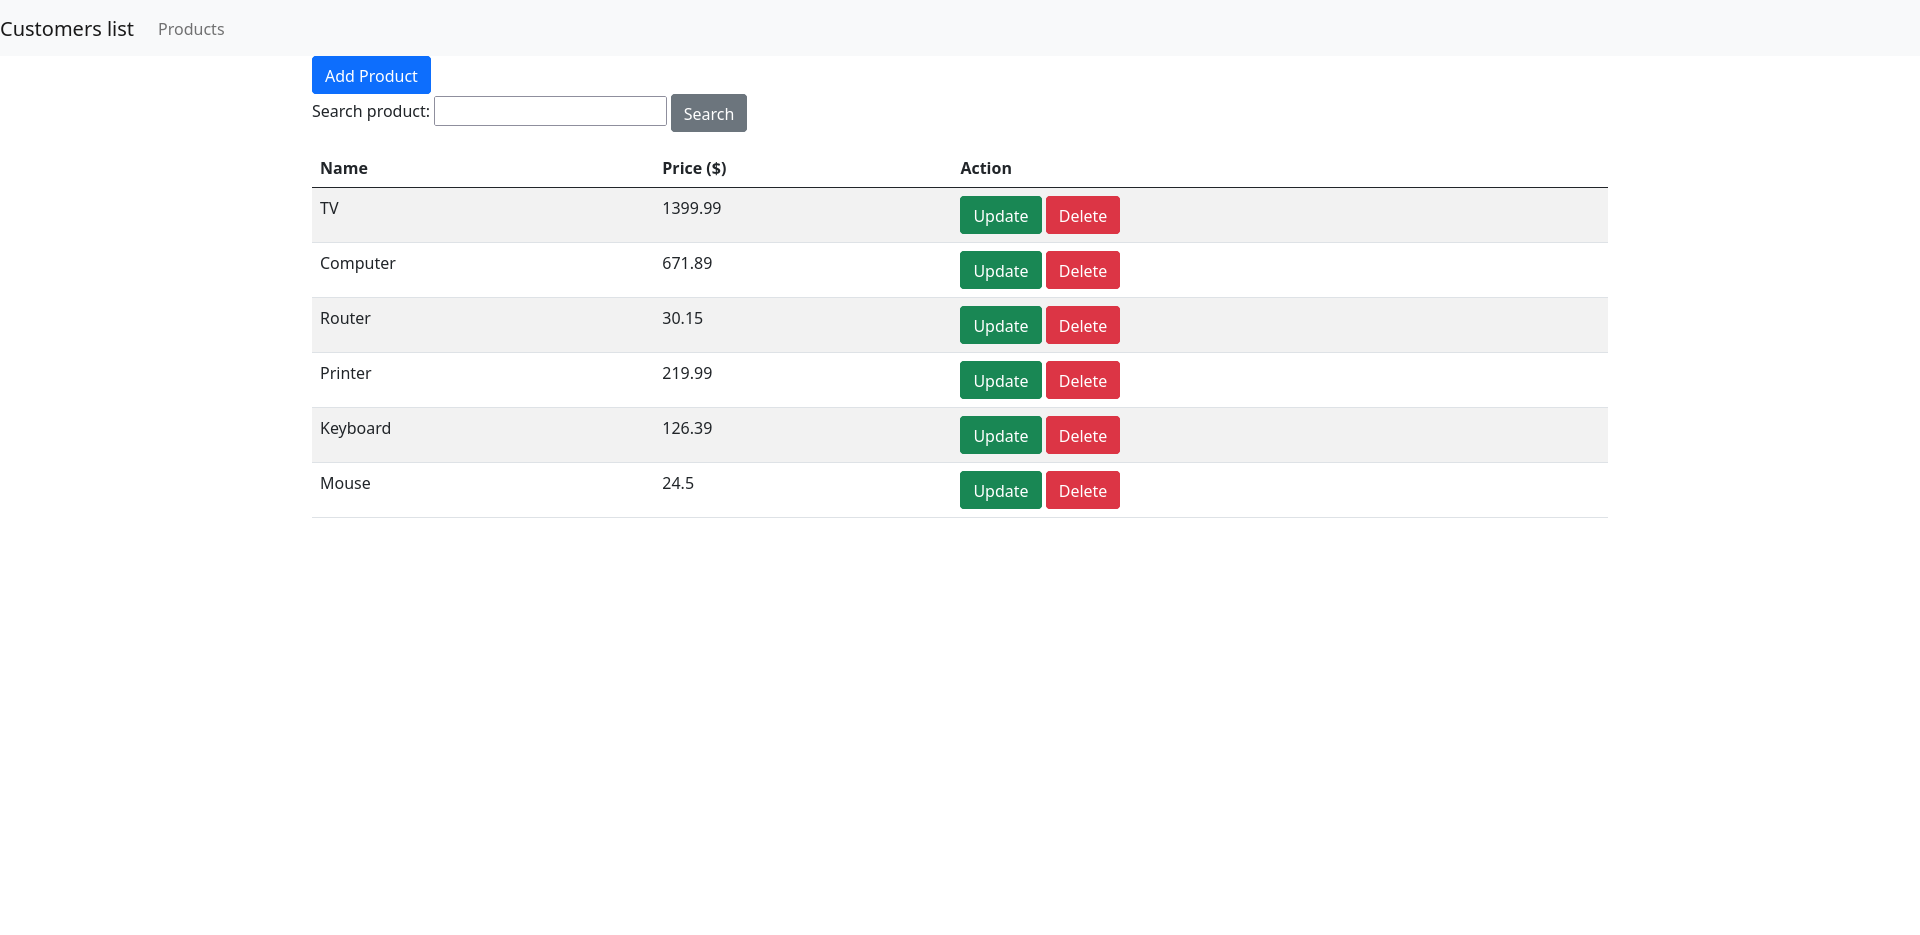 Customers list Products
Add Product
Search product: Search
Name Price ($) Action
TV 1399.99 Update Delete
Computer 671.89 Update Delete
Router 30.15 Update Delete
Printer 219.99 Update Delete
Keyboard 126.39 Update Delete
Mouse 24.5 Update Delete